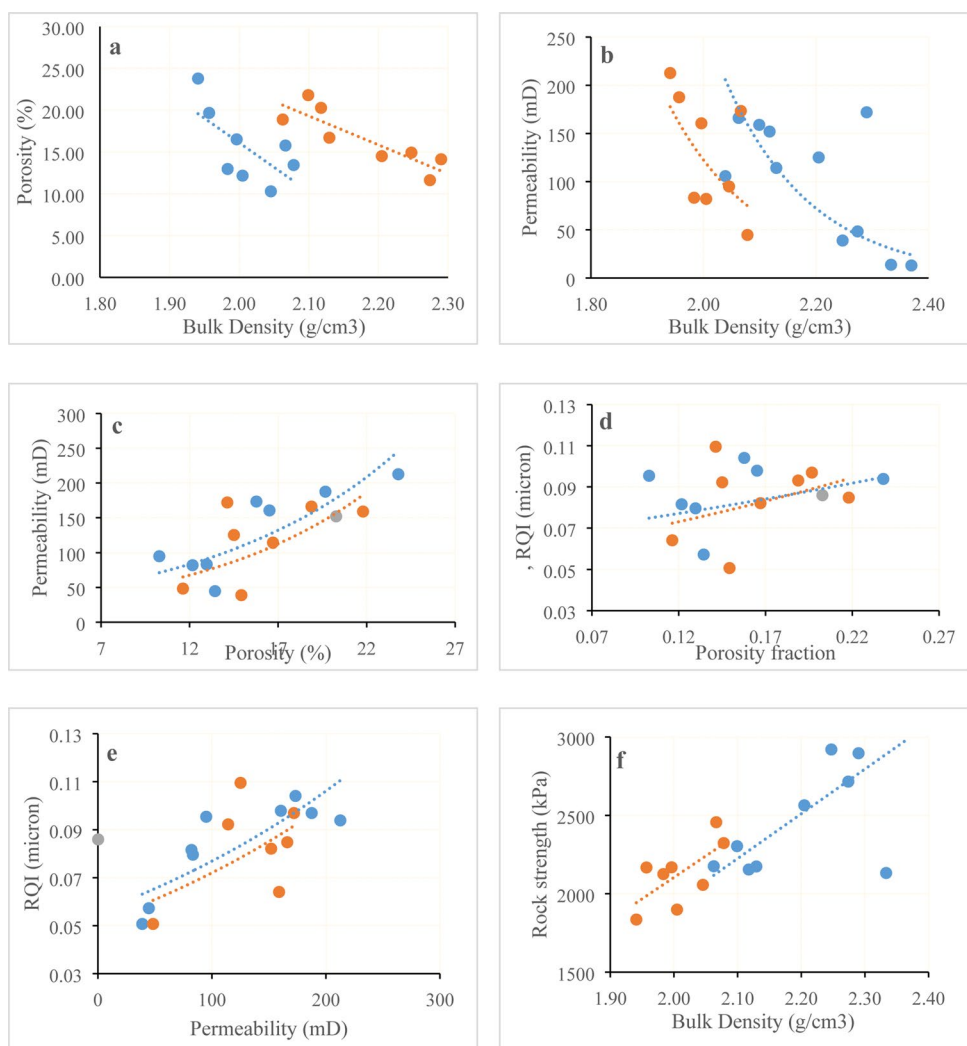 a
30.00
25.00
20.00
15.00
10.00
5.00
0.00
Porosity (%)
1.80 1.90 2.00 2.10 2.20 2.30
Bulk Density (g/cm3)
b
250
200
150
100
50
0
Permeability (mD)
1.80 2.00 2.20 2.40
Bulk Density (g/cm3)
c
300
250
200
150
100
50
0
Permeability (mD)
7 12 17 22 27
Porosity (%)
d
0.13
0.11
0.09
0.07
0.05
0.03
, RQI (micron)
0.07 0.12 0.17 0.22 0.27
Porosity fraction
e
0.13
0.11
0.09
0.07
0.05
0.03
RQI (micron)
0 100 200 300
Permeability (mD)
f
3000
2500
2000
1500
Rock strength (kPa)
1.90 2.00 2.10 2.20 2.30 2.40
Bulk Density (g/cm3)